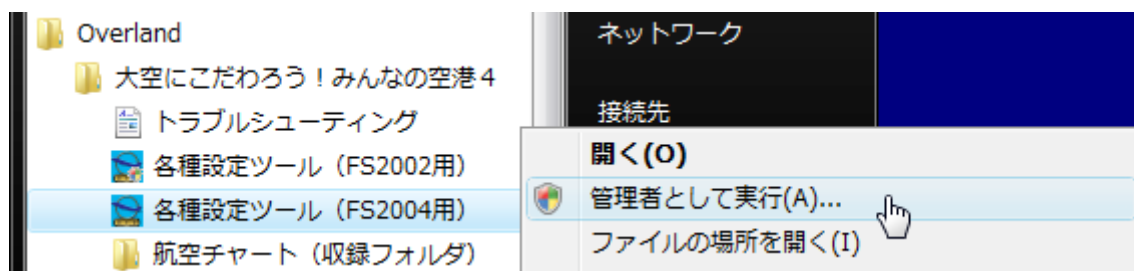 Overland
大空にこだわろう！みんなの空港４
トラブルシューティング
各種設定ツール（FS2002用）
各種設定ツール（FS2004用）
航空チャート（収録フォルダ）
ネットワーク
接続先
開く(O)
管理者として実行(A)...
ファイルの場所を開く(I)